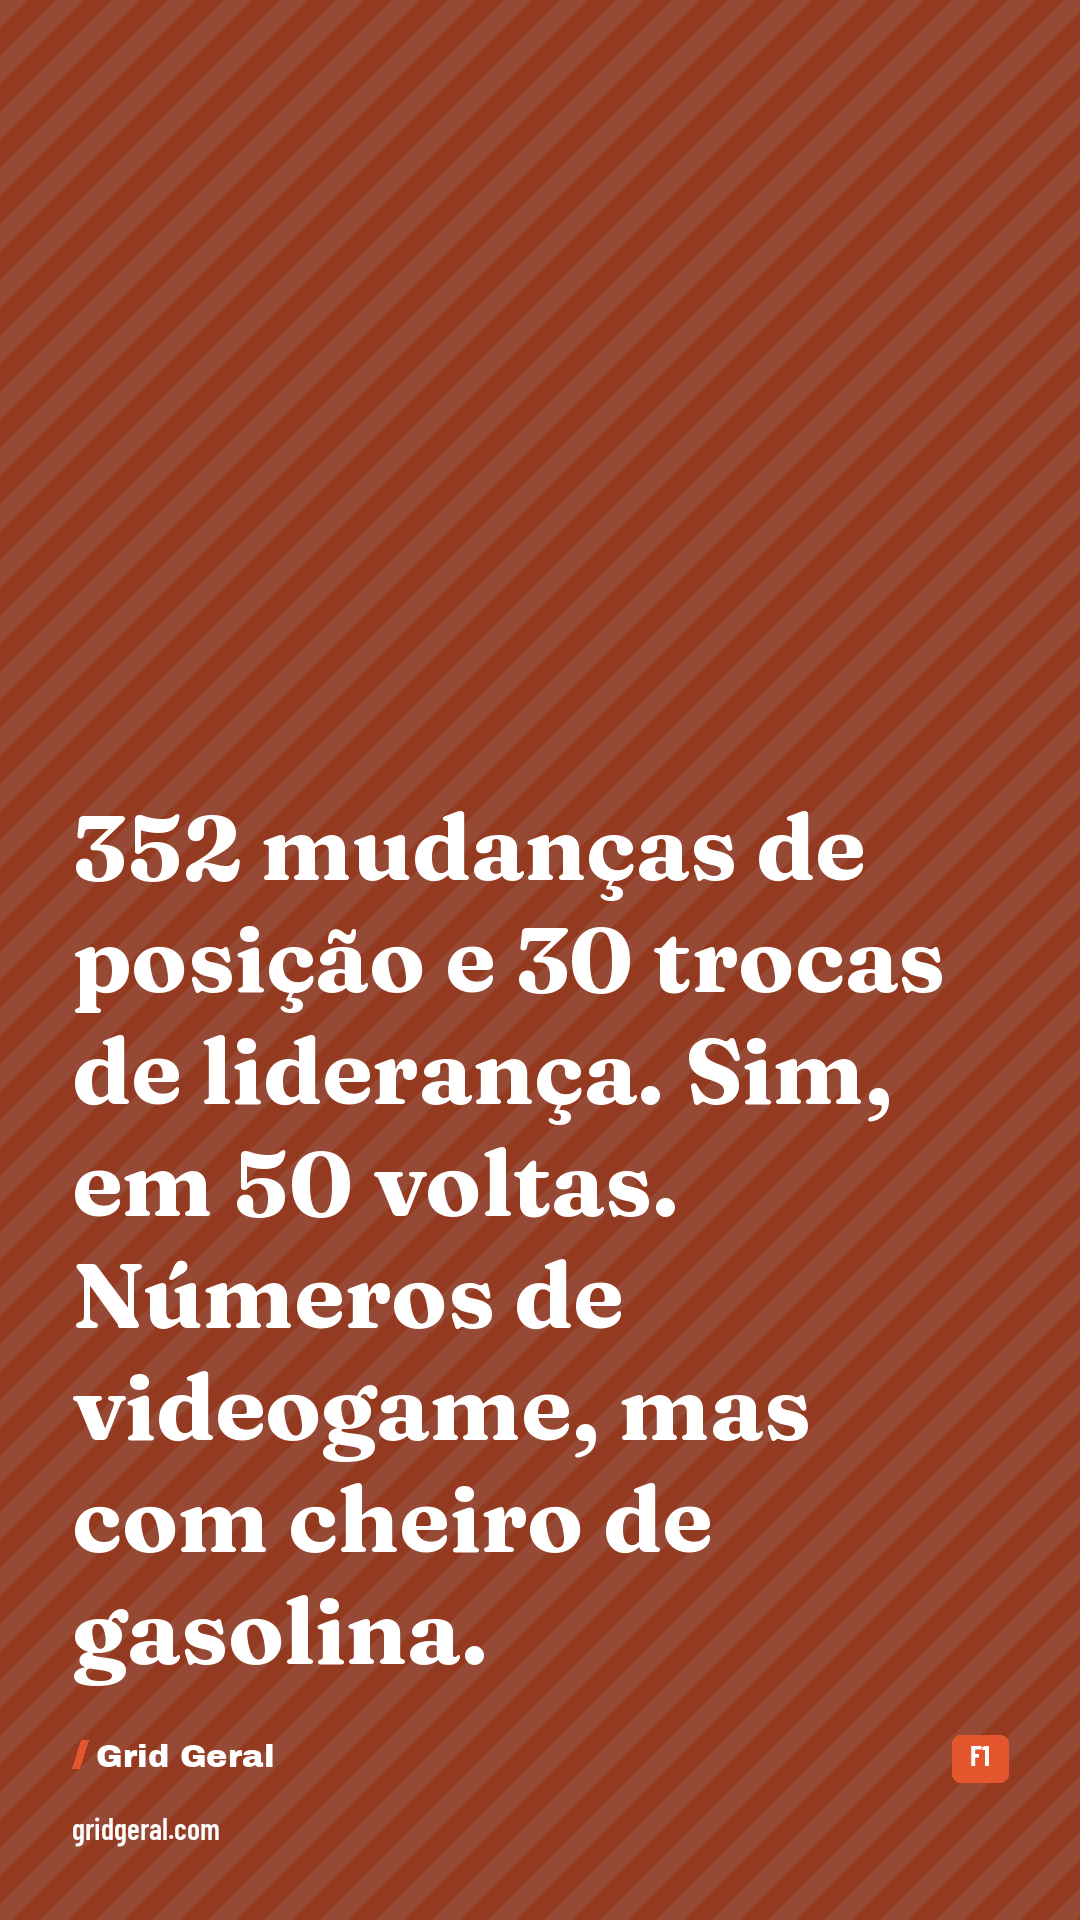 352 mudanças de
posição e 30 trocas
de liderança. Sim,
em 50 voltas.
Números de
videogame, mas
com cheiro de
gasolina.
/ Grid Geral
F1
gridgeral.com